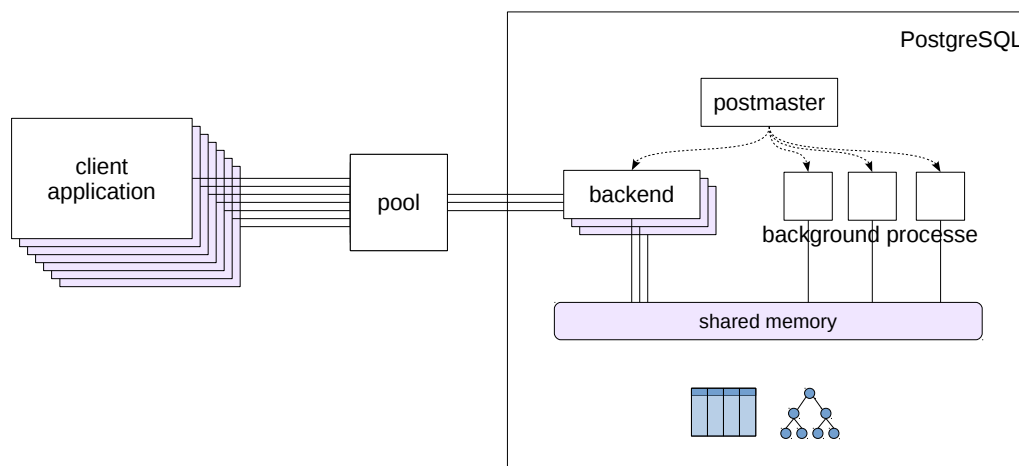 PostgreSQL
postmaster
client
application
pool
backend
background processe
shared memory